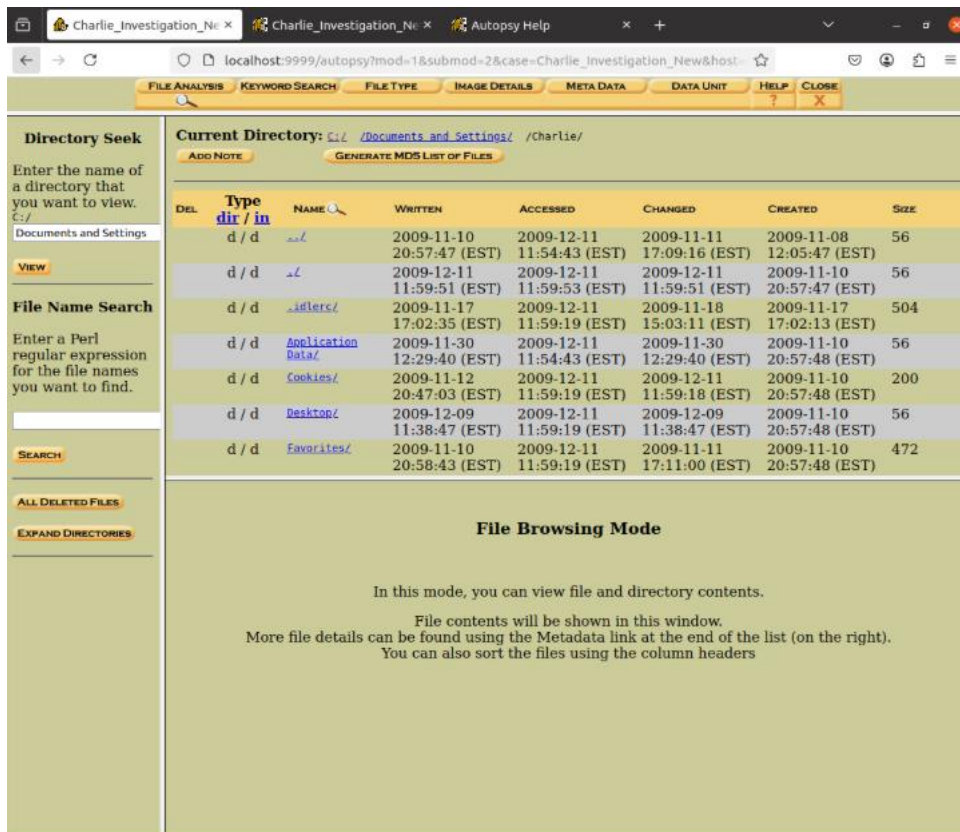 Charlie_Investigation_Ne
Charlie_Investigation_Ne
Autopsy Help
localhost:9999/autopsy?mod=1&submod=2&case=Charlie_Investigation_New&host=
FILE ANALYSIS KEYWORD SEARCH FILE TYPE IMAGE DETAILS META DATA DATA UNIT HELP CLOSE
? X
Directory Seek
Enter the name of
a directory that
you want to view.
C:/
Documents and Settings
VIEW
File Name Search
Enter a Perl
regular expression
for the file names
you want to find.
SEARCH
ALL DELETED FILES
EXPAND DIRECTORIES
Current Directory: C:/ /Documents and Settings/ /Charlie/
ADD NOTE GENERATE MD5 LIST OF FILES
DEL Type NAME WRITTEN ACCESSED CHANGED CREATED SIZE
dir / in
d / d ../ 2009-11-10 2009-12-11 2009-11-11 2009-11-08 56
20:57:47 (EST) 11:54:43 (EST) 17:09:16 (EST) 12:05:47 (EST)
d / d ./ 2009-12-11 2009-12-11 2009-12-11 2009-11-10 56
11:59:51 (EST) 11:59:53 (EST) 11:59:51 (EST) 20:57:47 (EST)
d / d .idlerc/ 2009-11-17 2009-12-11 2009-11-18 2009-11-17 504
17:02:35 (EST) 11:59:19 (EST) 15:03:11 (EST) 17:02:13 (EST)
d / d Application 2009-11-30 2009-12-11 2009-11-30 2009-11-10 56
Data/ 12:29:40 (EST) 11:54:43 (EST) 12:29:40 (EST) 20:57:48 (EST)
d / d Cookies/ 2009-11-12 2009-12-11 2009-12-11 2009-11-10 200
20:47:03 (EST) 11:59:19 (EST) 11:59:18 (EST) 20:57:48 (EST)
d / d Desktop/ 2009-12-09 2009-12-11 2009-12-09 2009-11-10 56
11:38:47 (EST) 11:59:19 (EST) 11:38:47 (EST) 20:57:48 (EST)
d / d Favorites/ 2009-11-10 2009-12-11 2009-11-11 2009-11-10 472
20:58:43 (EST) 11:59:19 (EST) 17:11:00 (EST) 20:57:48 (EST)
File Browsing Mode
In this mode, you can view file and directory contents.
File contents will be shown in this window.
More file details can be found using the Metadata link at the end of the list (on the right).
You can also sort the files using the column headers